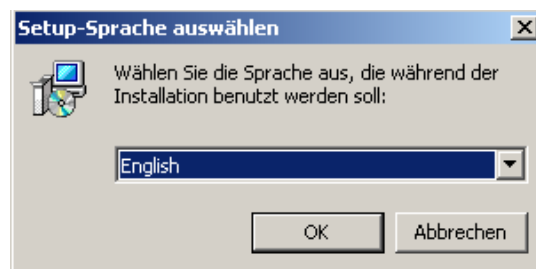 Setup-Sprache auswählen
Wählen Sie die Sprache aus, die während der
Installation benutzt werden soll:
English
OK
Abbrechen